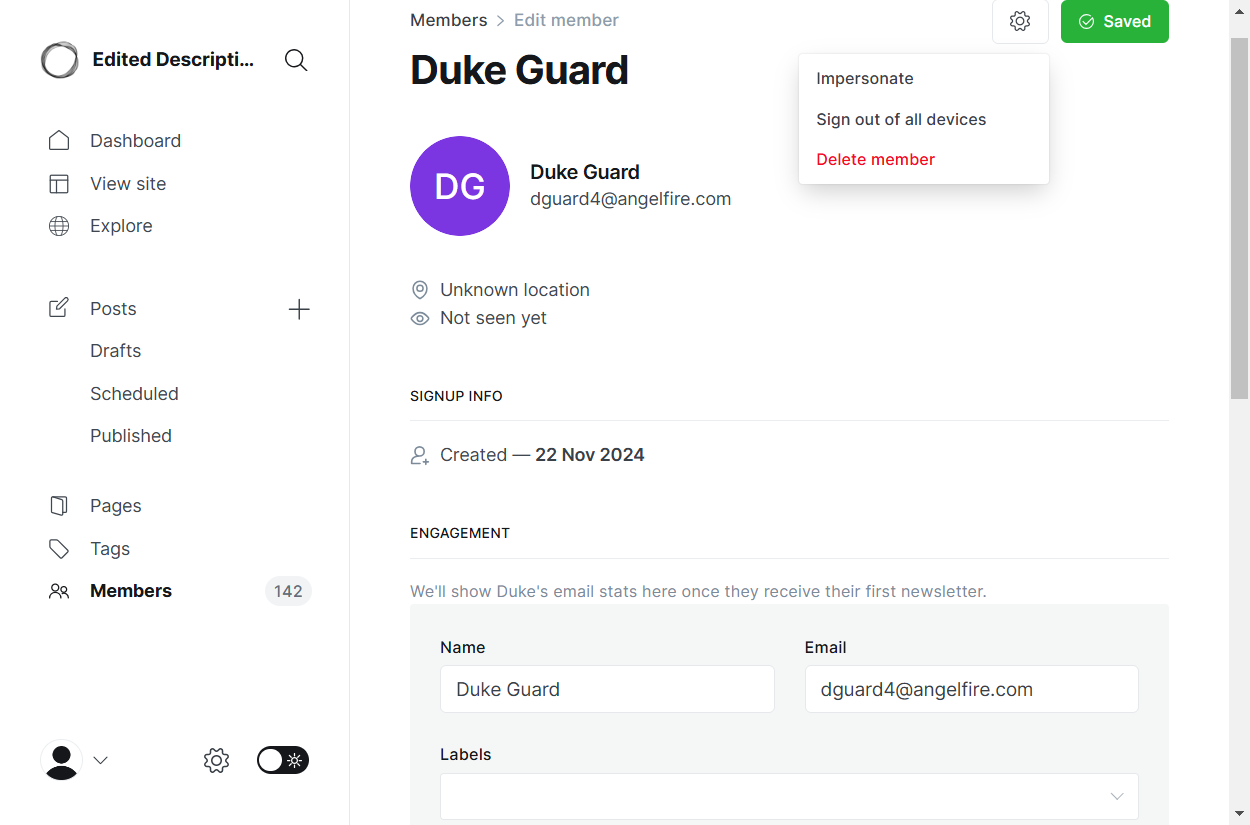 Edited Descripti...
Dashboard
View site
Explore
Posts
Drafts
Scheduled
Published
Pages
Tags
Members 142
Members > Edit member
Saved
Duke Guard
Impersonate
Sign out of all devices
Delete member
DG
Duke Guard
dguard4@angelfire.com
Unknown location
Not seen yet
SIGNUP INFO
Created — 22 Nov 2024
ENGAGEMENT
We'll show Duke's email stats here once they receive their first newsletter.
Name
Duke Guard
Email
dguard4@angelfire.com
Labels